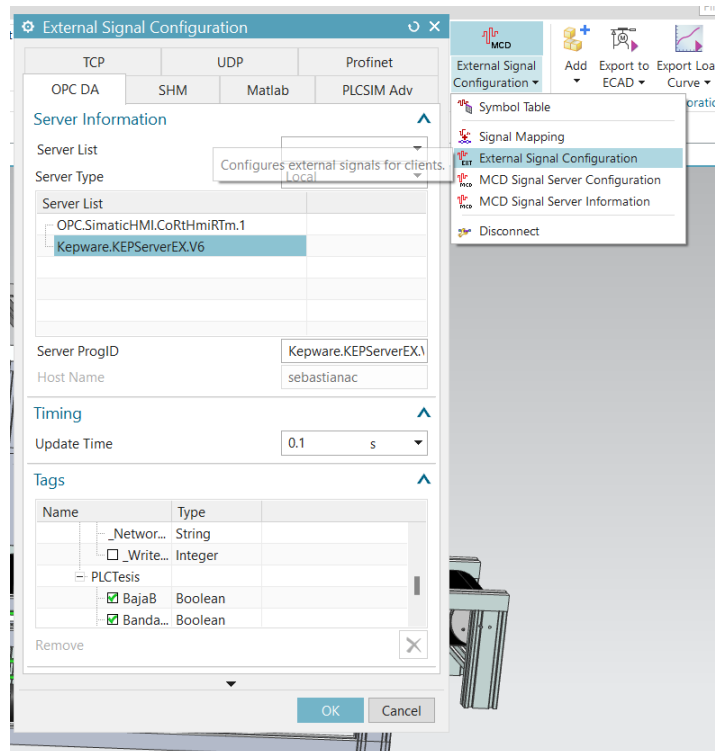 External Signal Configuration
TCP UDP Profinet
OPC DA SHM Matlab PLCSIM Adv
Server Information
Server List
Configures external signals for clients.
Server Type Local
Server List
OPC.SimaticHMI.CoRtHmiRTm.1
Kepware.KEPServerEX.V6
Server ProgID Kepware.KEPServerEX.\
Host Name sebastianac
Timing
Update Time 0.1 s
Tags
Name Type
_Networ... String
_Write... Integer
PLCTesis
BajaB Boolean
Banda... Boolean
Remove
OK Cancel
MCD
External Signal
Configuration
Add
Export to
ECAD
Export Loa
Curve
Symbol Table
Signal Mapping
EXT External Signal Configuration
MCD MCD Signal Server Configuration
MCD MCD Signal Server Information
Disconnect